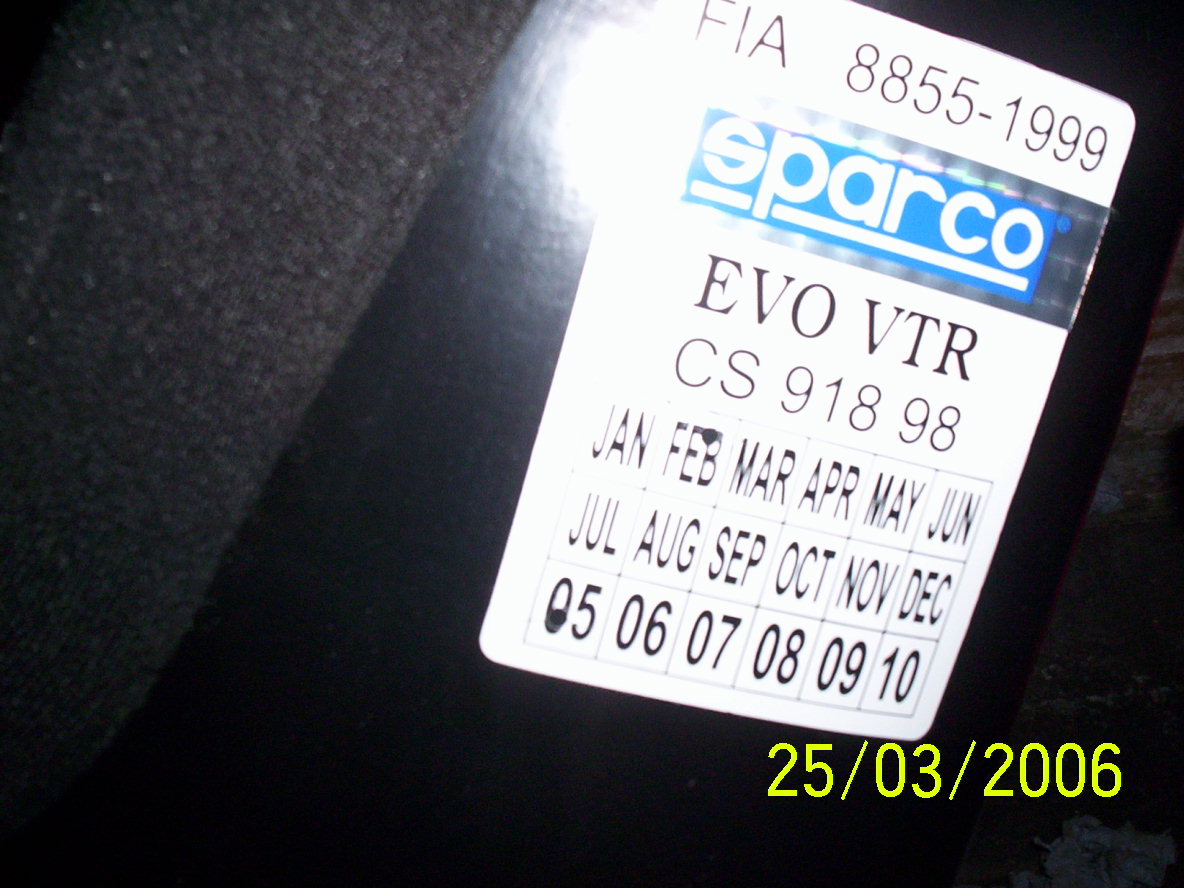 FIA 8855-1999
sparco
EVO VTR
CS 918 98
JAN FEB MAR APR MAY JUN
JUL AUG SEP OCT NOV DEC
05 06 07 08 09 10
25/03/2006